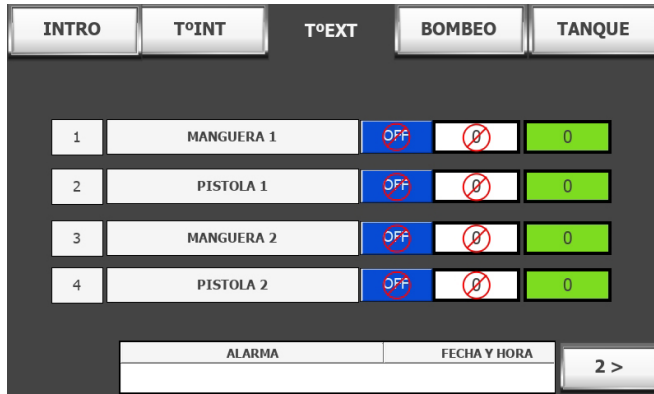 INTRO TºINT TºEXT BOMBEO TANQUE
1 MANGUERA 1 OFF 0 0
2 PISTOLA 1 OFF 0 0
3 MANGUERA 2 OFF 0 0
4 PISTOLA 2 OFF 0 0
ALARMA FECHA Y HORA
2 >